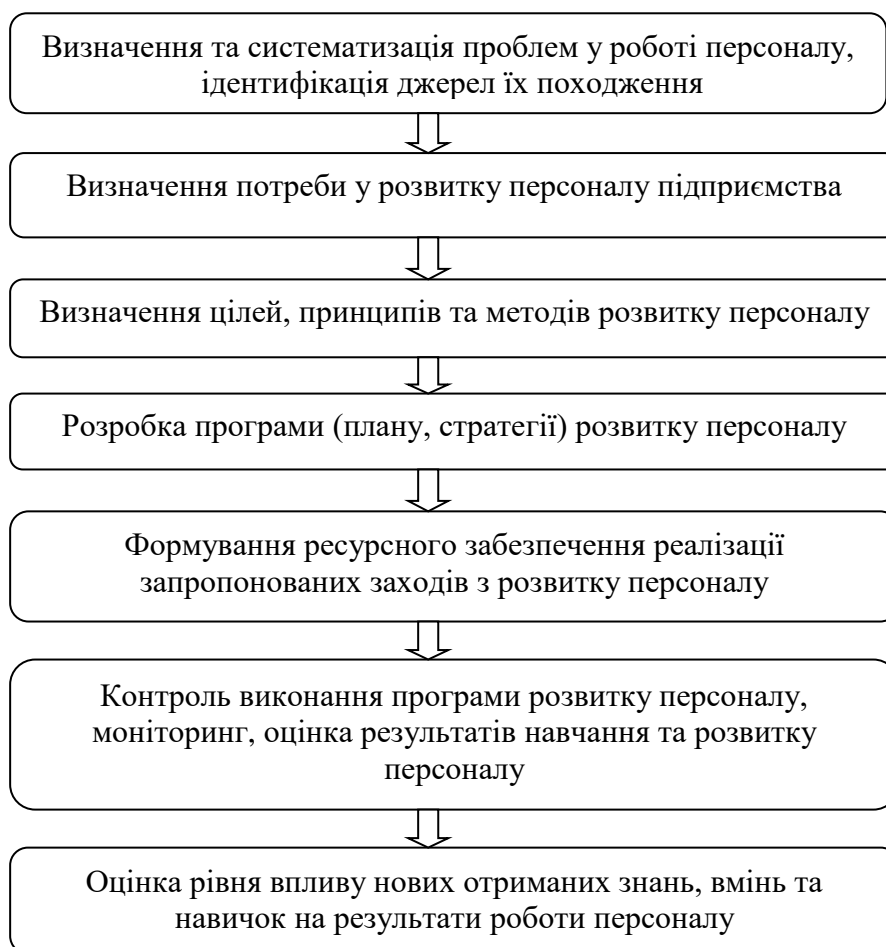 Визначення та систематизація проблем у роботі персоналу,
ідентифікація джерел їх походження
Визначення потреби у розвитку персоналу підприємства
Визначення цілей, принципів та методів розвитку персоналу
Розробка програми (плану, стратегії) розвитку персоналу
Формування ресурсного забезпечення реалізації
запропонованих заходів з розвитку персоналу
Контроль виконання програми розвитку персоналу,
моніторинг, оцінка результатів навчання та розвитку
персоналу
Оцінка рівня впливу нових отриманих знань, вмінь та
навичок на результати роботи персоналу